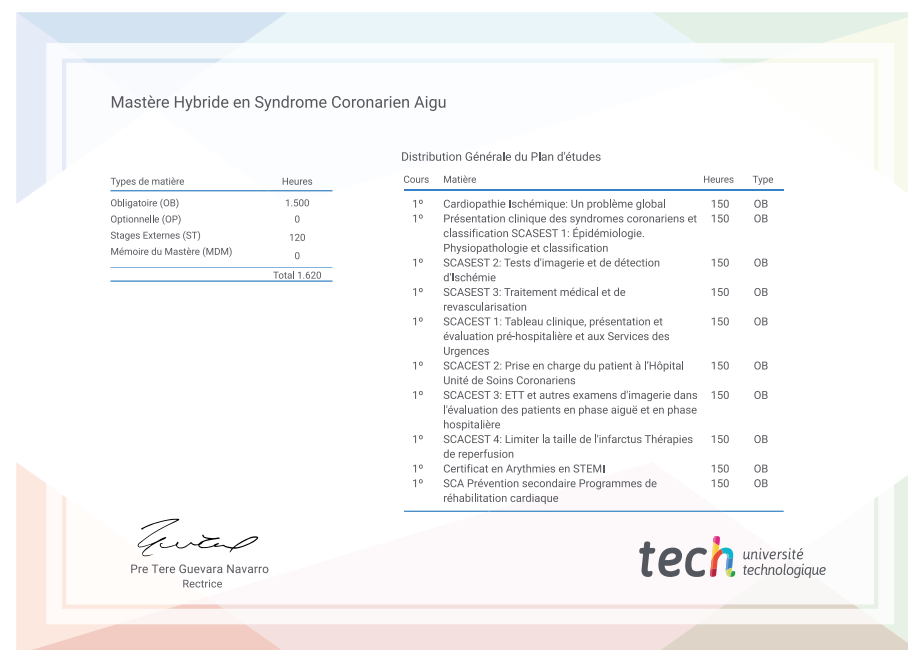 Mastère Hybride en Syndrome Coronarien Aigu
Types de matière Heures
Obligatoire (OB) 1.500
Optionnelle (OP) 0
Stages Externes (ST) 120
Mémoire du Mastère (MDM) 0
Total 1.620
Distribution Générale du Plan d'études
Cours Matière Heures Type
1º Cardiopathie Ischémique: Un problème global 150 OB
1º Présentation clinique des syndromes coronariens et 150 OB
classification SCASEST 1: Épidémiologie.
Physiopathologie et classification
1º SCASEST 2: Tests d'imagerie et de détection 150 OB
d'Ischémie
1º SCASEST 3: Traitement médical et de 150 OB
revascularisation
1º SCACEST 1: Tableau clinique, présentation et 150 OB
évaluation pré-hospitalière et aux Services des
Urgences
1º SCACEST 2: Prise en charge du patient à l'Hôpital 150 OB
Unité de Soins Coronariens
1º SCACEST 3: ETT et autres examens d'imagerie dans 150 OB
l'évaluation des patients en phase aiguë et en phase
hospitalière
1º SCACEST 4: Limiter la taille de l'infarctus Thérapies 150 OB
de reperfusion
1º Certificat en Arythmies en STEMI 150 OB
1º SCA Prévention secondaire Programmes de 150 OB
réhabilitation cardiaque
Pre Tere Guevara Navarro
Rectrice
tech université
technologique